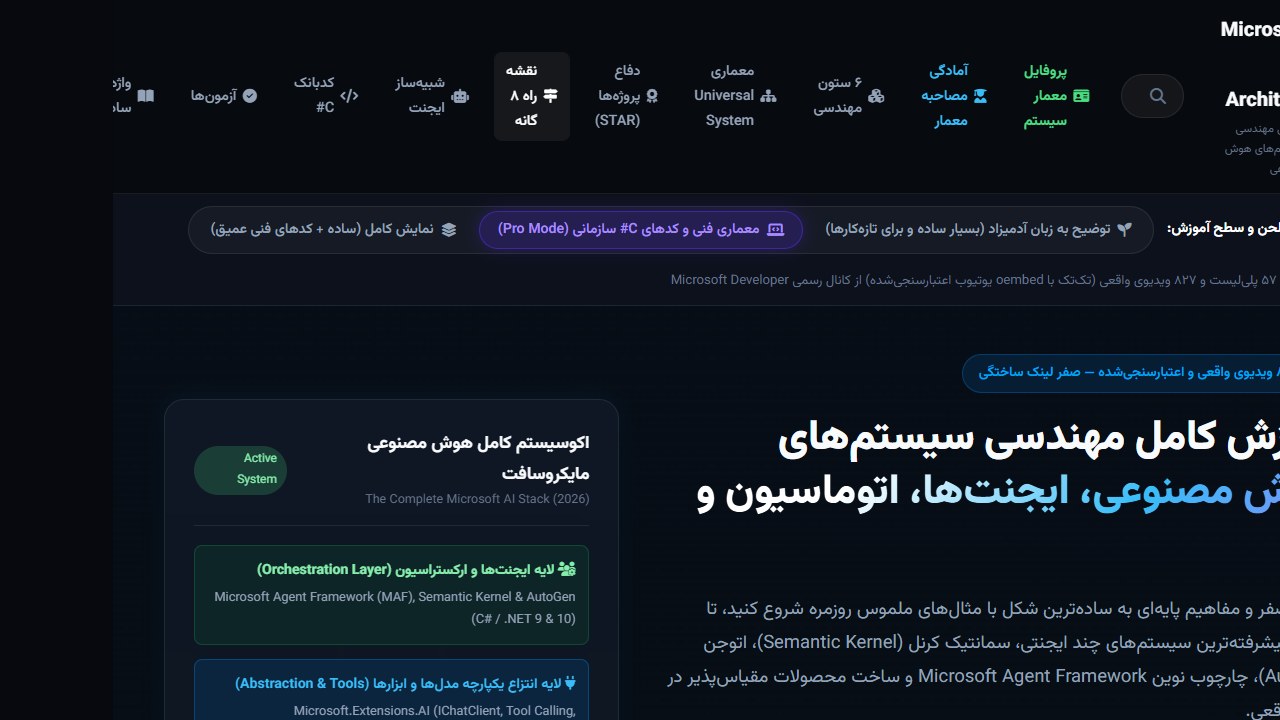 Micros
Archit
مهندسی
هوش
پروفایل
معمار
سیستم
آمادگی
مصاحبه
معمار
۶ ستون
مهندسی
معماری
Universal
System
دفاع
پروژه‌ها
(STAR)
نقشه
راه ۸
گانه
شبیه‌ساز
ایجنت
کدبانک
C#
آزمون‌ها
لحن و سطح آموزش:
توضیح به زبان آدمیزاد (بسیار ساده و برای تازه‌کارها)
معماری فنی و کدهای C# سازمانی (Pro Mode)
نمایش کامل (ساده + کدهای فنی عمیق)
۵۷ پلی‌لیست و ۸۲۷ ویدیوی واقعی (تک‌تک با oembed یوتیوب اعتبارسنجی‌شده) از کانال رسمی Microsoft Developer
ویدیوی واقعی و اعتبارسنجی‌شده — صفر لینک ساختگی
کامل مهندسی سیستم‌های
مصنوعی، ایجنت‌ها، اتوماسیون و
و مفاهیم پایه‌ای به ساده‌ترین شکل با مثال‌های ملموس روزمره شروع کنید، تا
پیشرفته‌ترین سیستم‌های چند ایجنتی، سمانتیک کرنل (Semantic Kernel)، اتوجن
، چارچوب نوین Microsoft Agent Framework و ساخت محصولات مقیاس‌پذیر در
اکوسیستم کامل هوش مصنوعی
مایکروسافت
The Complete Microsoft AI Stack (2026)
Active
System
لایه ایجنت‌ها و ارکستراسیون (Orchestration Layer)
Microsoft Agent Framework (MAF), Semantic Kernel & AutoGen
(C# / .NET 9 & 10)
لایه انتزاع یکپارچه مدل‌ها و ابزارها (Abstraction & Tools)
Microsoft.Extensions.AI (IChatClient, Tool Calling,